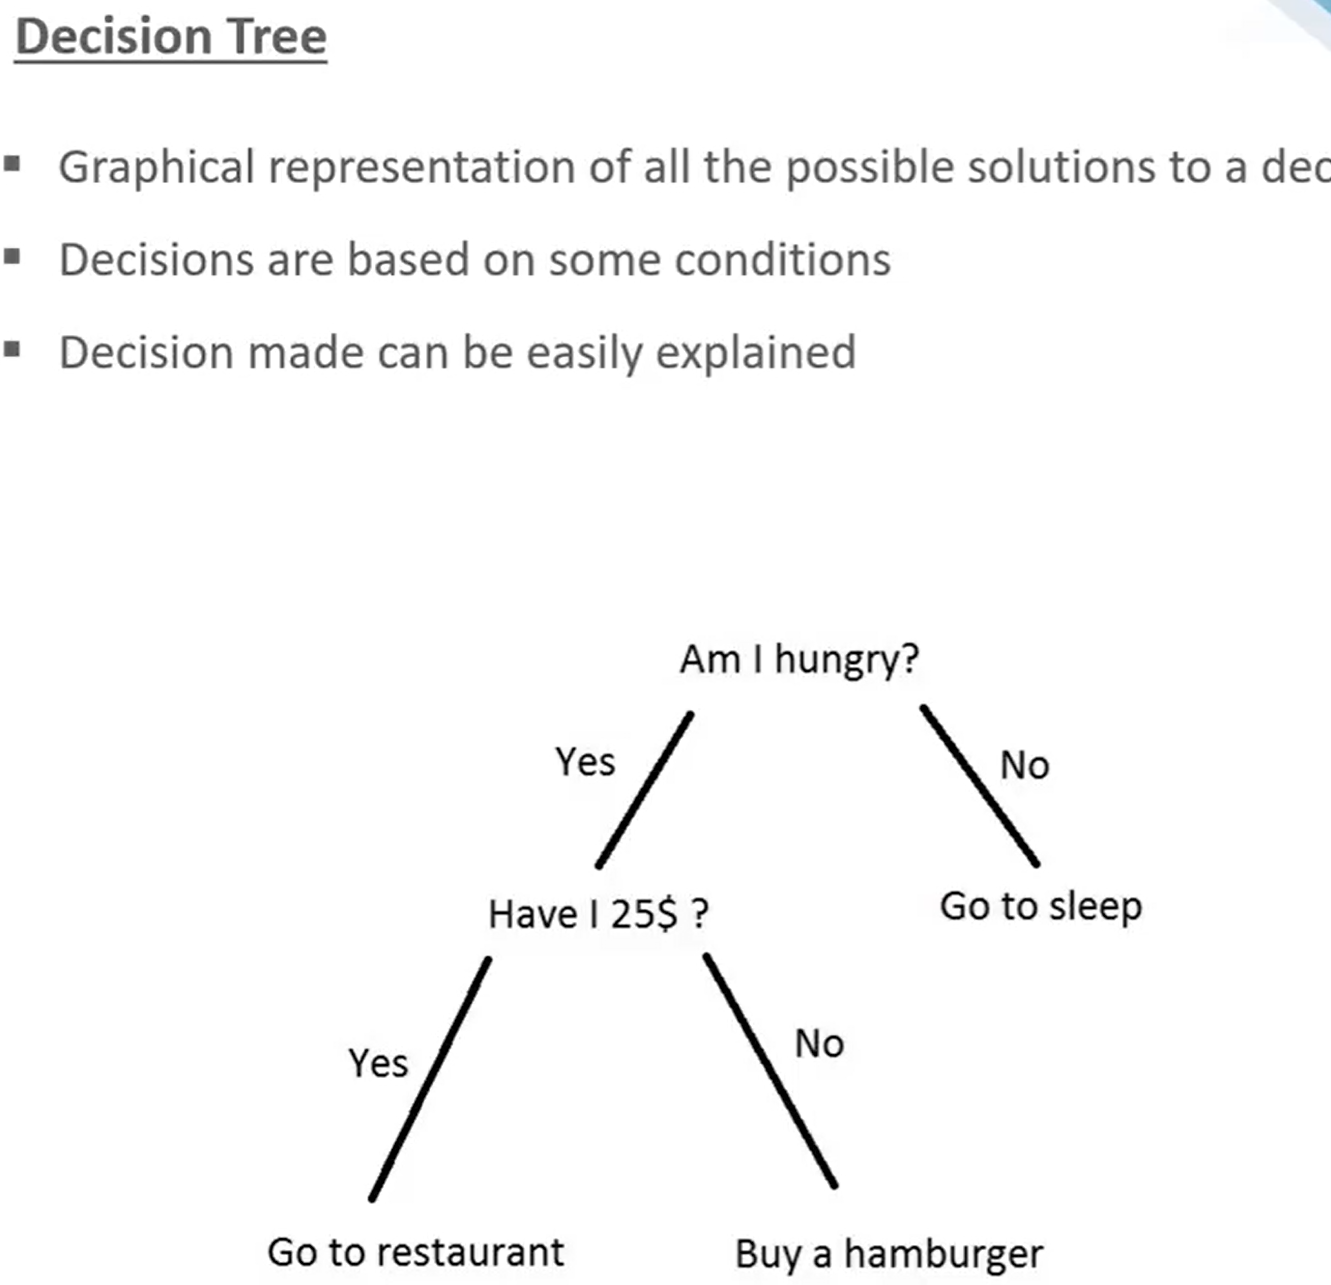 Decision Tree
Graphical representation of all the possible solutions to a
Decisions are based on some conditions
Decision made can be easily explained
Am I hungry?
Yes
No
Have I 25$ ?
Go to sleep
Yes
No
Go to restaurant
Buy a hamburger